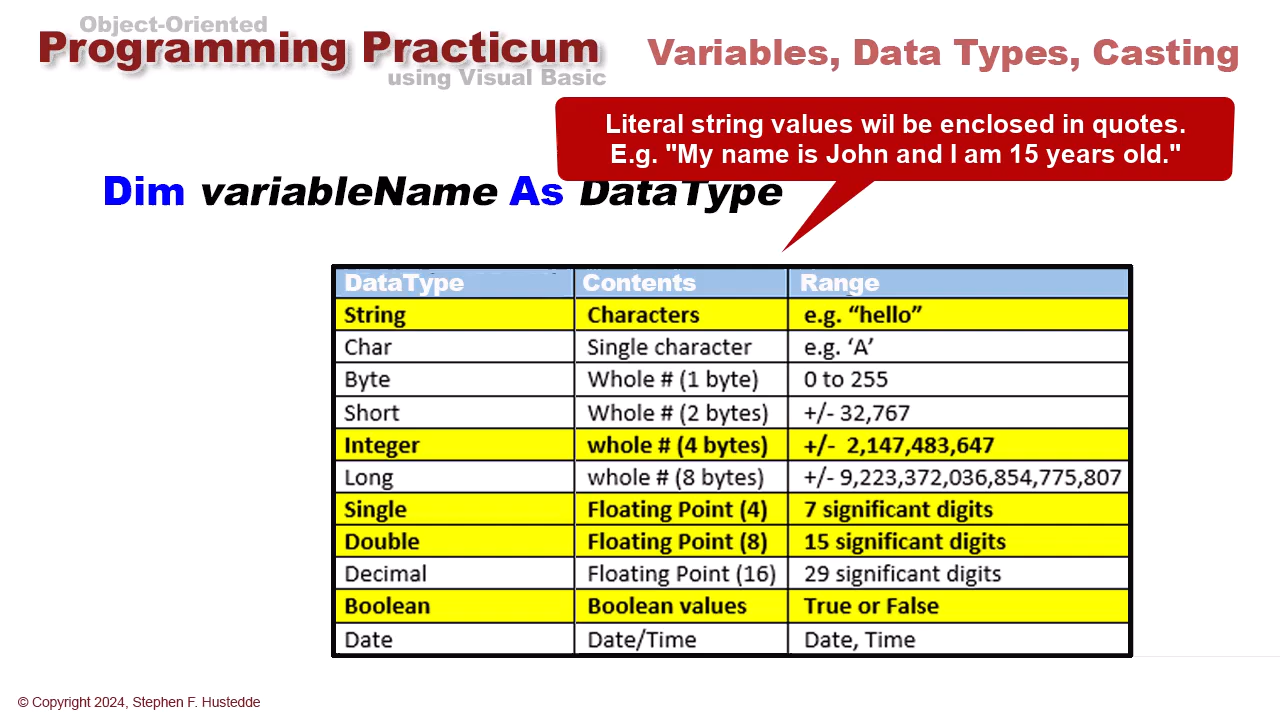 Object-Oriented
Programming Practicum
using Visual Basic
Variables, Data Types, Casting
Literal string values wil be enclosed in quotes.
E.g. "My name is John and I am 15 years old."
Dim variableName As DataType
DataType Contents Range
String Characters e.g. “hello”
Char Single character e.g. ‘A’
Byte Whole # (1 byte) 0 to 255
Short Whole # (2 bytes) +/- 32,767
Integer whole # (4 bytes) +/- 2,147,483,647
Long whole # (8 bytes) +/- 9,223,372,036,854,775,807
Single Floating Point (4) 7 significant digits
Double Floating Point (8) 15 significant digits
Decimal Floating Point (16) 29 significant digits
Boolean Boolean values True or False
Date Date/Time Date, Time
© Copyright 2024, Stephen F. Hustedde